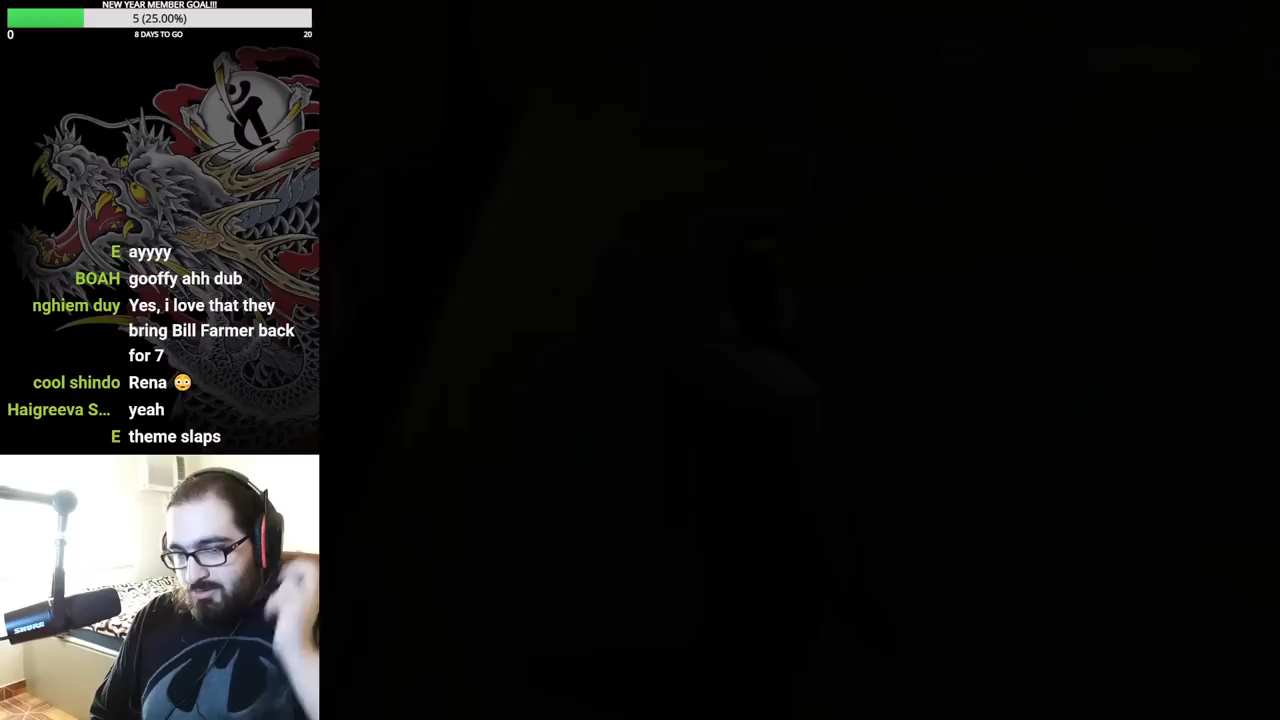 NEW YEAR MEMBER GOAL!!!
5 (25.00%)
0 8 DAYS TO GO 20
E ayyyy
BOAH gooffy ahh dub
nghiem duy Yes, i love that they
bring Bill Farmer back
for 7
cool shindo Rena 😳
Haigreeva S... yeah
E theme slaps
SHURE